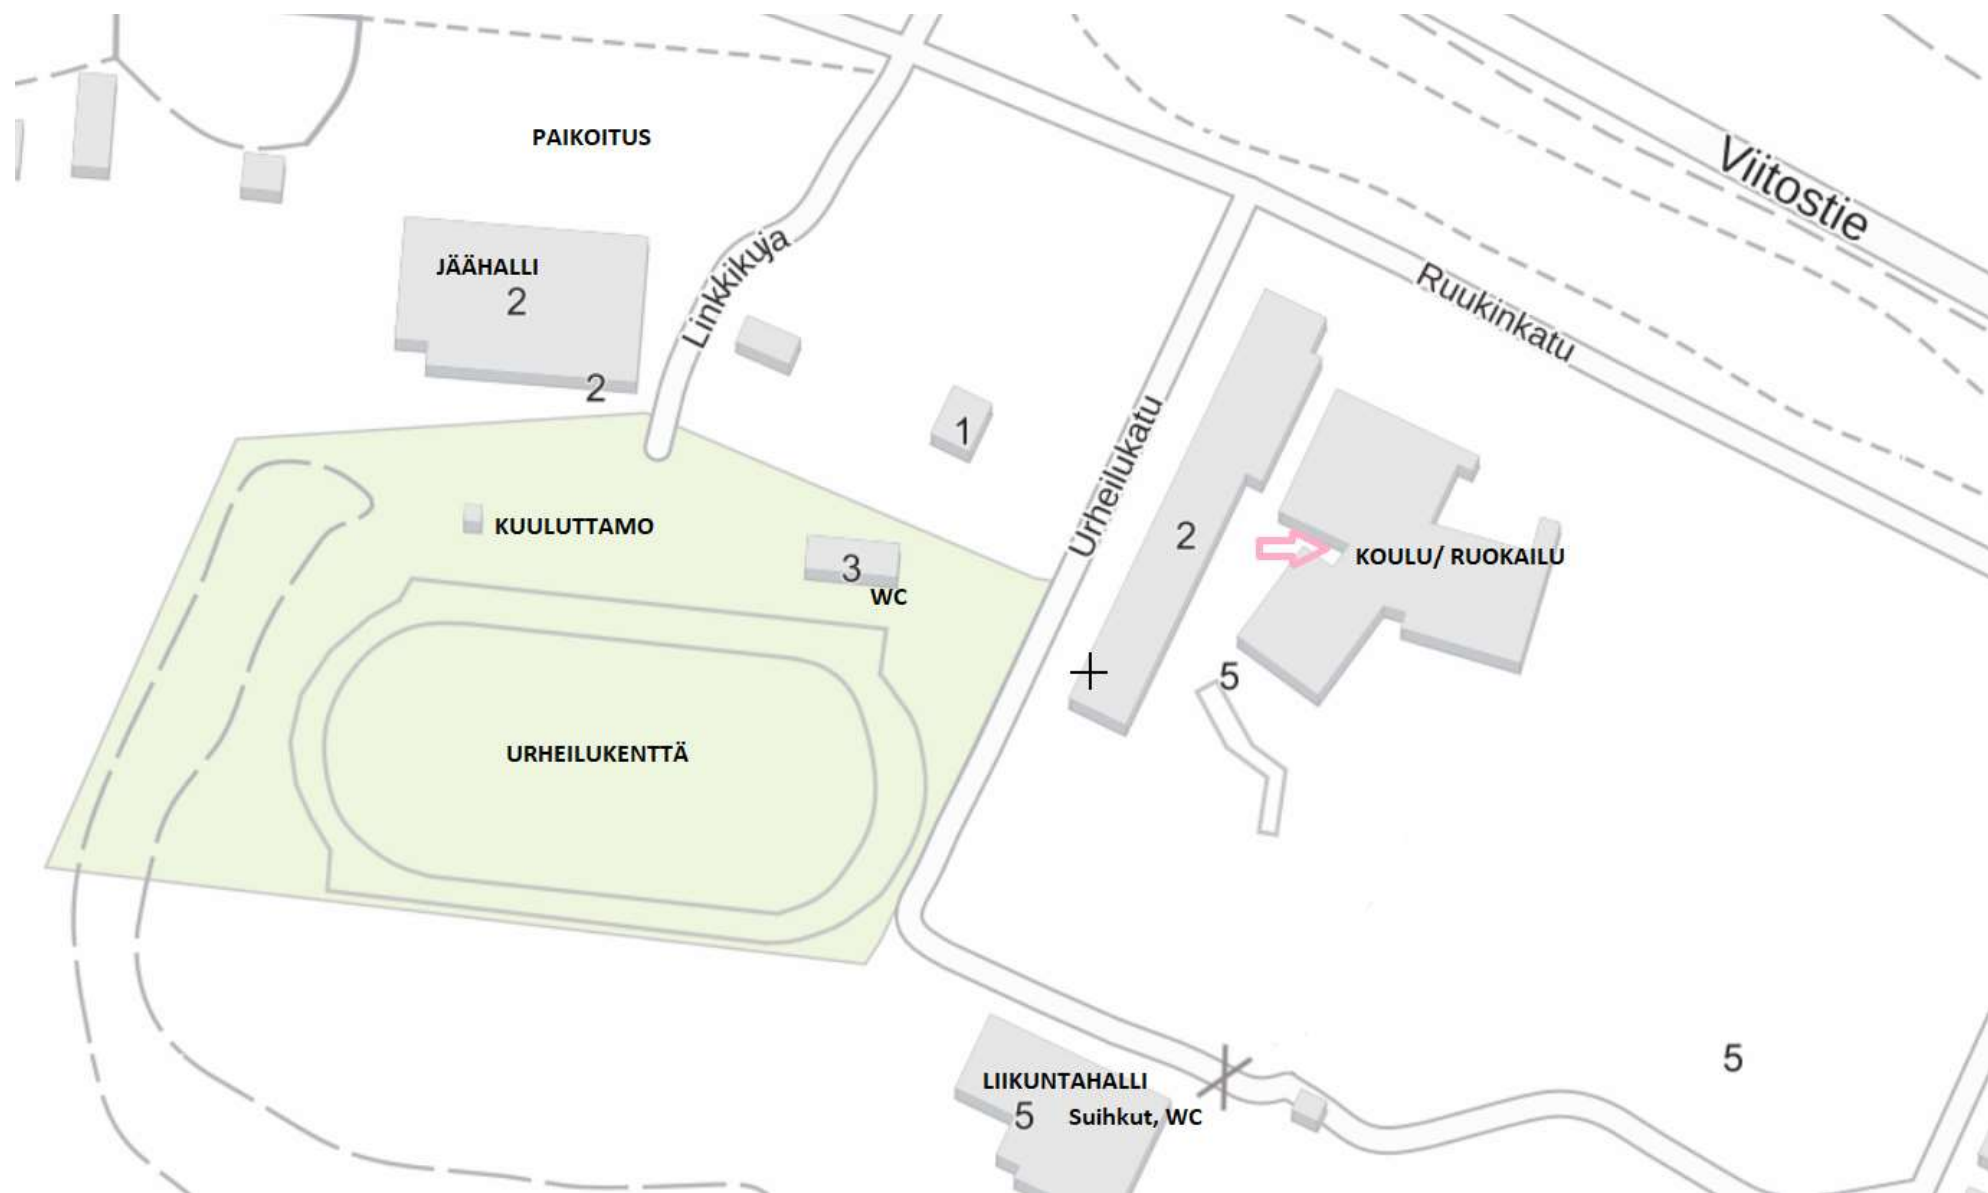 PAIKOITUS
Viitostie
JÄÄHALLI
2
Linkkikuja
Ruukinkatu
2
1
Urheilukatu
KUULUTTAMO
2
KOULU/ RUOKAILU
3
WC
5
URHEILUKENTTÄ
5
LIIKUNTAHALLI
5
Suihkut, WC